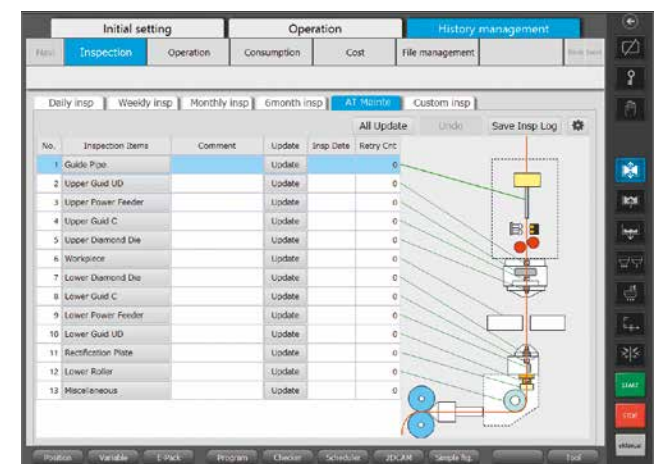 Initial setting Operation History management
Inspection Operation Consumption Cost File management
Daily insp Weekly insp Monthly insp 6month insp AT Mainte Custom insp
All Update Undo Save Insp Log
No. Inspection Items Comment Update Insp Date Retry Cnt
1 Guide Pipe Update 0
2 Upper Guid UD Update 0
3 Upper Power Feeder Update 0
4 Upper Guid C Update 0
5 Upper Diamond Die Update 0
6 Workpiece Update 0
7 Lower Diamond Die Update 0
8 Lower Guid C Update 0
9 Lower Power Feeder Update 0
10 Lower Guid UD Update 0
11 Rectification Plate Update 0
12 Lower Roller Update 0
13 Miscellaneous Update 0
START
STOP
eManual
Position Variable E-Pack Program Checker Scheduler 2DCAM Simple fig. Tool